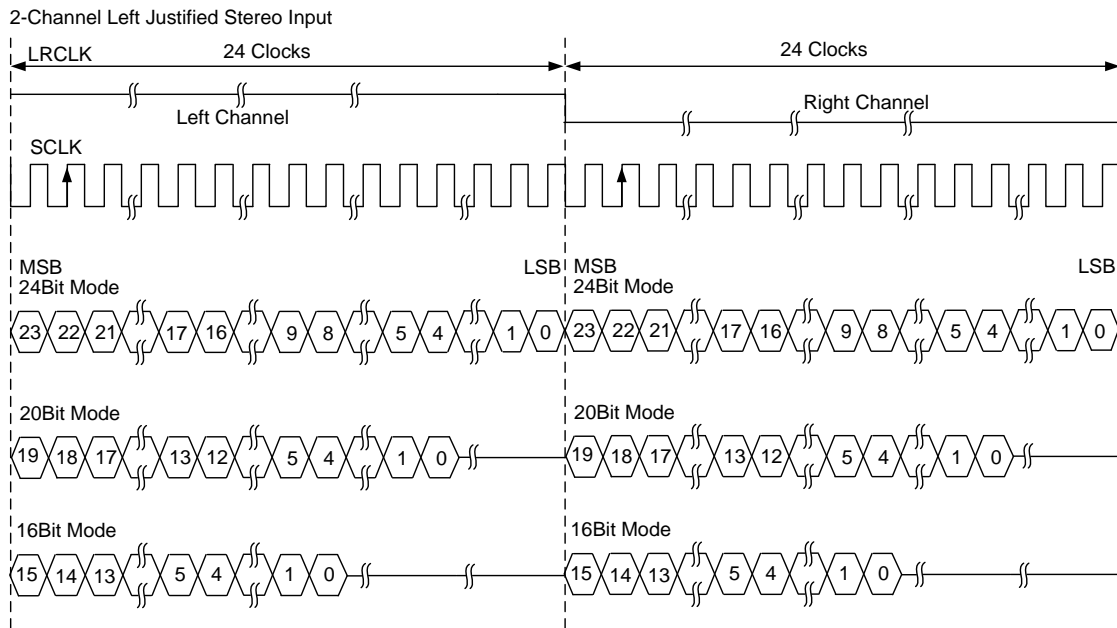 2-Channel Left Justified Stereo Input
LRCLK 24 Clocks 24 Clocks
Left Channel Right Channel
SCLK
MSB LSB MSB LSB
24Bit Mode 24Bit Mode
23 22 21 17 16 9 8 5 4 1 0 23 22 21 17 16 9 8 5 4 1 0
20Bit Mode 20Bit Mode
19 18 17 13 12 5 4 1 0 19 18 17 13 12 5 4 1 0
16Bit Mode 16Bit Mode
15 14 13 5 4 1 0 15 14 13 5 4 1 0